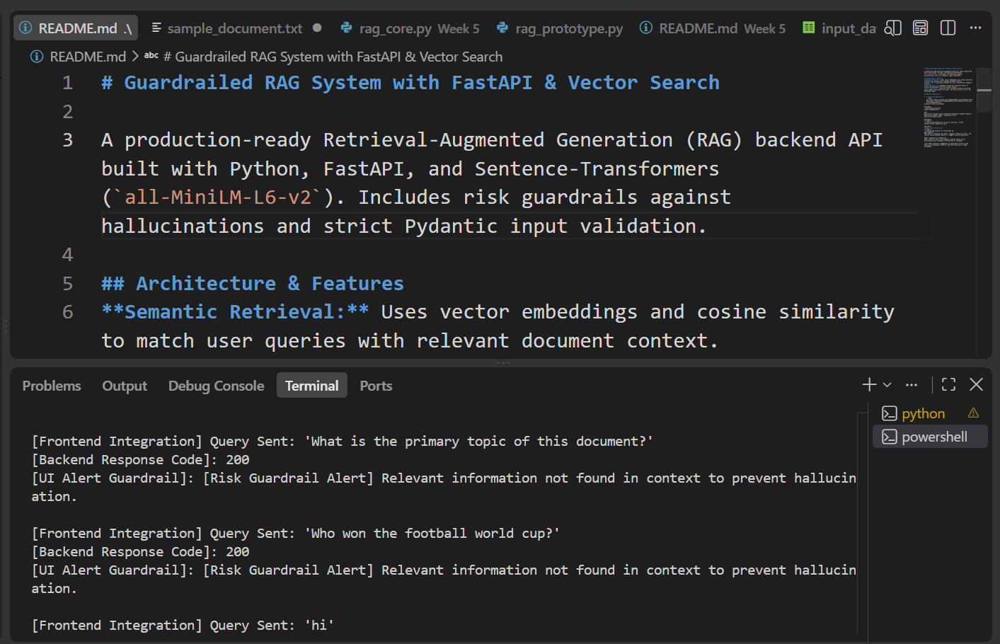 README.md .\ sample_document.txt rag_core.py Week 5 rag_prototype.py README.md Week 5 input_da
README.md > abc # Guardrailed RAG System with FastAPI & Vector Search
1 # Guardrailed RAG System with FastAPI & Vector Search
2
3 A production-ready Retrieval-Augmented Generation (RAG) backend API
built with Python, FastAPI, and Sentence-Transformers
(`all-MiniLM-L6-v2`). Includes risk guardrails against
hallucinations and strict Pydantic input validation.
4
5 ## Architecture & Features
6 **Semantic Retrieval:** Uses vector embeddings and cosine similarity
to match user queries with relevant document context.
Problems Output Debug Console Terminal Ports
python
powershell
[Frontend Integration] Query Sent: 'What is the primary topic of this document?'
[Backend Response Code]: 200
[UI Alert Guardrail]: [Risk Guardrail Alert] Relevant information not found in context to prevent hallucin
ation.
[Frontend Integration] Query Sent: 'Who won the football world cup?'
[Backend Response Code]: 200
[UI Alert Guardrail]: [Risk Guardrail Alert] Relevant information not found in context to prevent hallucin
ation.
[Frontend Integration] Query Sent: 'hi'